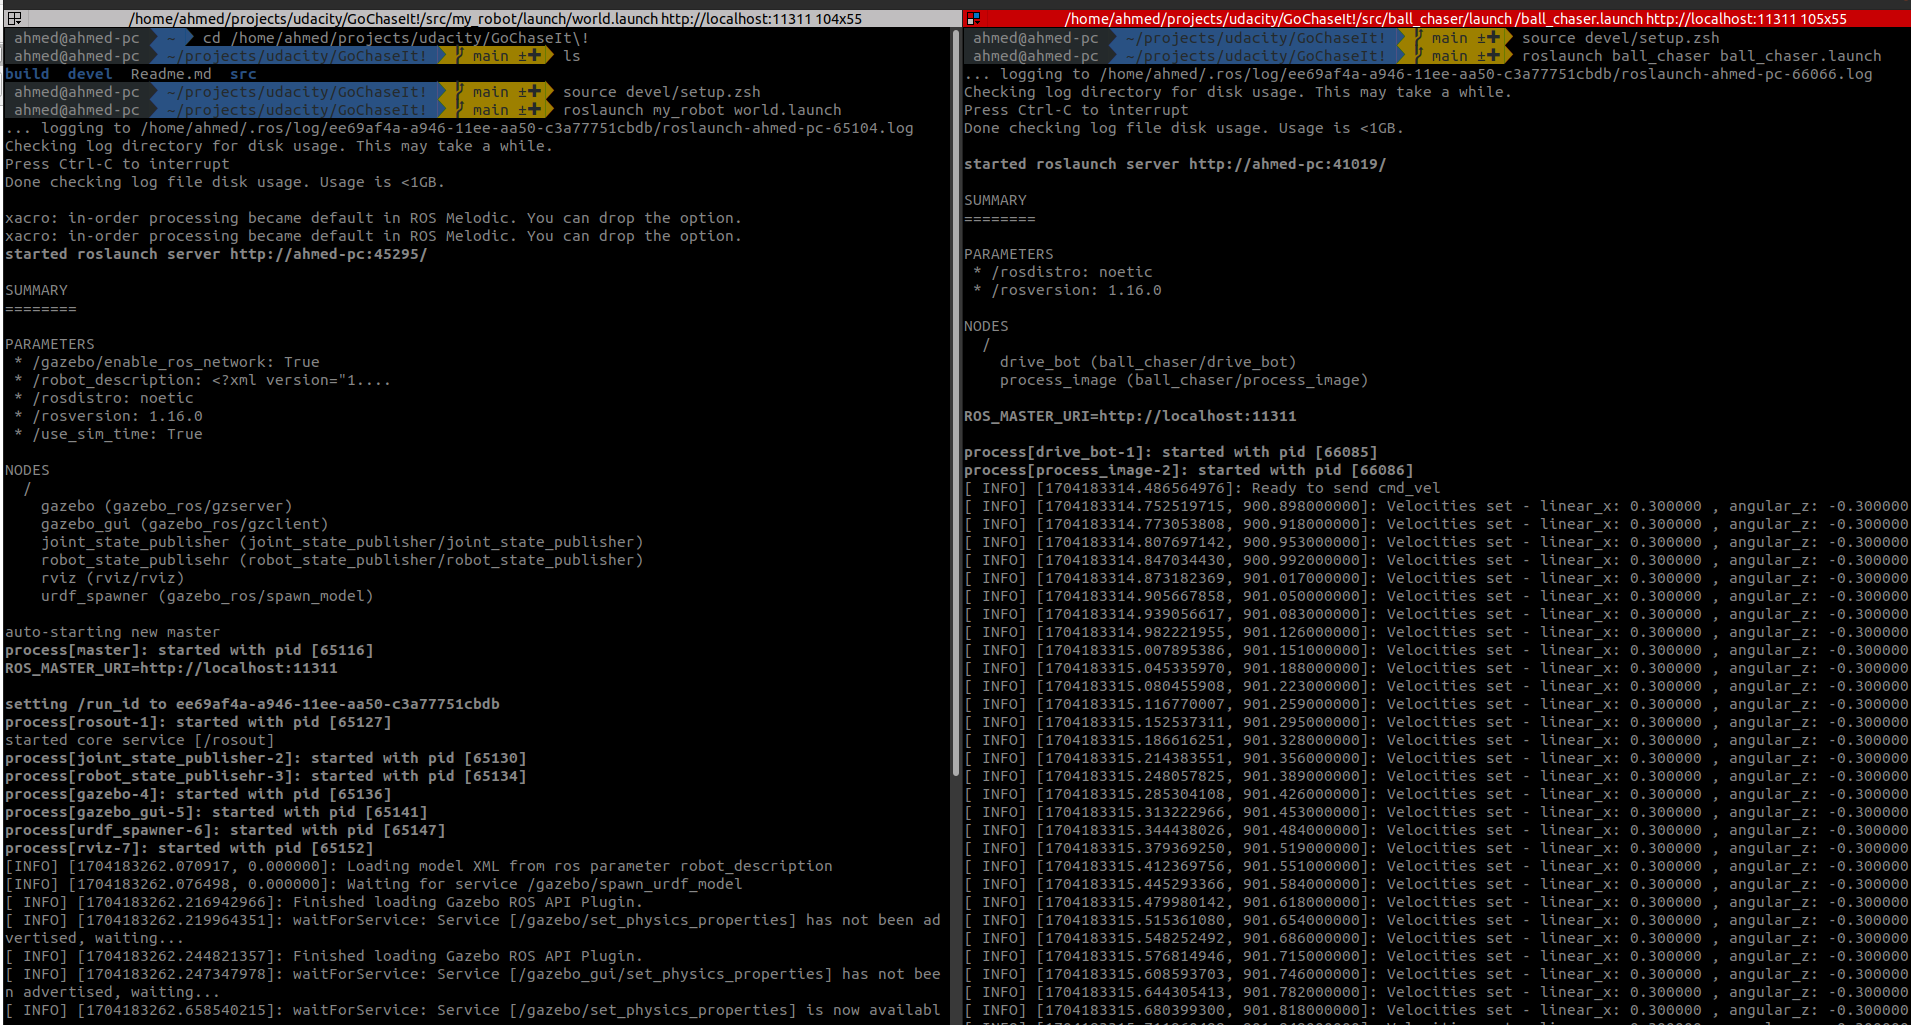 /home/ahmed/projects/udacity/GoChaseIt!/src/my_robot/launch/world.launch http://localhost:11311 104x55
ahmed@ahmed-pc ~ cd /home/ahmed/projects/udacity/GoChaseIt\!
ahmed@ahmed-pc ~/projects/udacity/GoChaseIt! main ±✚ ls
build devel Readme.md src
ahmed@ahmed-pc ~/projects/udacity/GoChaseIt! main ±✚ source devel/setup.zsh
ahmed@ahmed-pc ~/projects/udacity/GoChaseIt! main ±✚ roslaunch my_robot world.launch
... logging to /home/ahmed/.ros/log/ee69af4a-a946-11ee-aa50-c3a77751cbdb/roslaunch-ahmed-pc-65104.log
Checking log directory for disk usage. This may take a while.
Press Ctrl-C to interrupt
Done checking log file disk usage. Usage is <1GB.
xacro: in-order processing became default in ROS Melodic. You can drop the option.
xacro: in-order processing became default in ROS Melodic. You can drop the option.
started roslaunch server http://ahmed-pc:45295/
SUMMARY
========
PARAMETERS
* /gazebo/enable_ros_network: True
* /robot_description: <?xml version="1....
* /rosdistro: noetic
* /rosversion: 1.16.0
* /use_sim_time: True
NODES
/
gazebo (gazebo_ros/gzserver)
gazebo_gui (gazebo_ros/gzclient)
joint_state_publisher (joint_state_publisher/joint_state_publisher)
robot_state_publisehr (robot_state_publisher/robot_state_publisher)
rviz (rviz/rviz)
urdf_spawner (gazebo_ros/spawn_model)
auto-starting new master
process[master]: started with pid [65116]
ROS_MASTER_URI=http://localhost:11311
setting /run_id to ee69af4a-a946-11ee-aa50-c3a77751cbdb
process[rosout-1]: started with pid [65127]
started core service [/rosout]
process[joint_state_publisher-2]: started with pid [65130]
process[robot_state_publisehr-3]: started with pid [65134]
process[gazebo-4]: started with pid [65136]
process[gazebo_gui-5]: started with pid [65141]
process[urdf_spawner-6]: started with pid [65147]
process[rviz-7]: started with pid [65152]
[INFO] [1704183262.070917, 0.000000]: Loading model XML from ros parameter robot_description
[INFO] [1704183262.076498, 0.000000]: Waiting for service /gazebo/spawn_urdf_model
[ INFO] [1704183262.216942966]: Finished loading Gazebo ROS API Plugin.
[ INFO] [1704183262.219964351]: waitForService: Service [/gazebo/set_physics_properties] has not been ad
vertised, waiting...
[ INFO] [1704183262.244821357]: Finished loading Gazebo ROS API Plugin.
[ INFO] [1704183262.247347978]: waitForService: Service [/gazebo_gui/set_physics_properties] has not bee
n advertised, waiting...
[ INFO] [1704183262.658540215]: waitForService: Service [/gazebo/set_physics_properties] is now availabl
/home/ahmed/projects/udacity/GoChaseIt!/src/ball_chaser/launch /ball_chaser.launch http://localhost:11311 105x55
ahmed@ahmed-pc ~/projects/udacity/GoChaseIt! main ±✚ source devel/setup.zsh
ahmed@ahmed-pc ~/projects/udacity/GoChaseIt! main ±✚ roslaunch ball_chaser ball_chaser.launch
... logging to /home/ahmed/.ros/log/ee69af4a-a946-11ee-aa50-c3a77751cbdb/roslaunch-ahmed-pc-66066.log
Checking log directory for disk usage. This may take a while.
Press Ctrl-C to interrupt
Done checking log file disk usage. Usage is <1GB.
started roslaunch server http://ahmed-pc:41019/
SUMMARY
========
PARAMETERS
* /rosdistro: noetic
* /rosversion: 1.16.0
NODES
/
drive_bot (ball_chaser/drive_bot)
process_image (ball_chaser/process_image)
ROS_MASTER_URI=http://localhost:11311
process[drive_bot-1]: started with pid [66085]
process[process_image-2]: started with pid [66086]
[ INFO] [1704183314.486564976]: Ready to send cmd_vel
[ INFO] [1704183314.752519715, 900.898000000]: Velocities set - linear_x: 0.300000 , angular_z: -0.300000
[ INFO] [1704183314.773053808, 900.918000000]: Velocities set - linear_x: 0.300000 , angular_z: -0.300000
[ INFO] [1704183314.807697142, 900.953000000]: Velocities set - linear_x: 0.300000 , angular_z: -0.300000
[ INFO] [1704183314.847034430, 900.992000000]: Velocities set - linear_x: 0.300000 , angular_z: -0.300000
[ INFO] [1704183314.873182369, 901.017000000]: Velocities set - linear_x: 0.300000 , angular_z: -0.300000
[ INFO] [1704183314.905667858, 901.050000000]: Velocities set - linear_x: 0.300000 , angular_z: -0.300000
[ INFO] [1704183314.939056617, 901.083000000]: Velocities set - linear_x: 0.300000 , angular_z: -0.300000
[ INFO] [1704183314.982221955, 901.126000000]: Velocities set - linear_x: 0.300000 , angular_z: -0.300000
[ INFO] [1704183315.007895386, 901.151000000]: Velocities set - linear_x: 0.300000 , angular_z: -0.300000
[ INFO] [1704183315.045335970, 901.188000000]: Velocities set - linear_x: 0.300000 , angular_z: -0.300000
[ INFO] [1704183315.080455908, 901.223000000]: Velocities set - linear_x: 0.300000 , angular_z: -0.300000
[ INFO] [1704183315.116770007, 901.259000000]: Velocities set - linear_x: 0.300000 , angular_z: -0.300000
[ INFO] [1704183315.152537311, 901.295000000]: Velocities set - linear_x: 0.300000 , angular_z: -0.300000
[ INFO] [1704183315.186616251, 901.328000000]: Velocities set - linear_x: 0.300000 , angular_z: -0.300000
[ INFO] [1704183315.214383551, 901.356000000]: Velocities set - linear_x: 0.300000 , angular_z: -0.300000
[ INFO] [1704183315.248057825, 901.389000000]: Velocities set - linear_x: 0.300000 , angular_z: -0.300000
[ INFO] [1704183315.285304108, 901.426000000]: Velocities set - linear_x: 0.300000 , angular_z: -0.300000
[ INFO] [1704183315.313222966, 901.453000000]: Velocities set - linear_x: 0.300000 , angular_z: -0.300000
[ INFO] [1704183315.344438026, 901.484000000]: Velocities set - linear_x: 0.300000 , angular_z: -0.300000
[ INFO] [1704183315.379369250, 901.519000000]: Velocities set - linear_x: 0.300000 , angular_z: -0.300000
[ INFO] [1704183315.412369756, 901.551000000]: Velocities set - linear_x: 0.300000 , angular_z: -0.300000
[ INFO] [1704183315.445293366, 901.584000000]: Velocities set - linear_x: 0.300000 , angular_z: -0.300000
[ INFO] [1704183315.479980142, 901.618000000]: Velocities set - linear_x: 0.300000 , angular_z: -0.300000
[ INFO] [1704183315.515361080, 901.654000000]: Velocities set - linear_x: 0.300000 , angular_z: -0.300000
[ INFO] [1704183315.548252492, 901.686000000]: Velocities set - linear_x: 0.300000 , angular_z: -0.300000
[ INFO] [1704183315.576814946, 901.715000000]: Velocities set - linear_x: 0.300000 , angular_z: -0.300000
[ INFO] [1704183315.608593703, 901.746000000]: Velocities set - linear_x: 0.300000 , angular_z: -0.300000
[ INFO] [1704183315.644305413, 901.782000000]: Velocities set - linear_x: 0.300000 , angular_z: -0.300000
[ INFO] [1704183315.680399300, 901.818000000]: Velocities set - linear_x: 0.300000 , angular_z: -0.300000